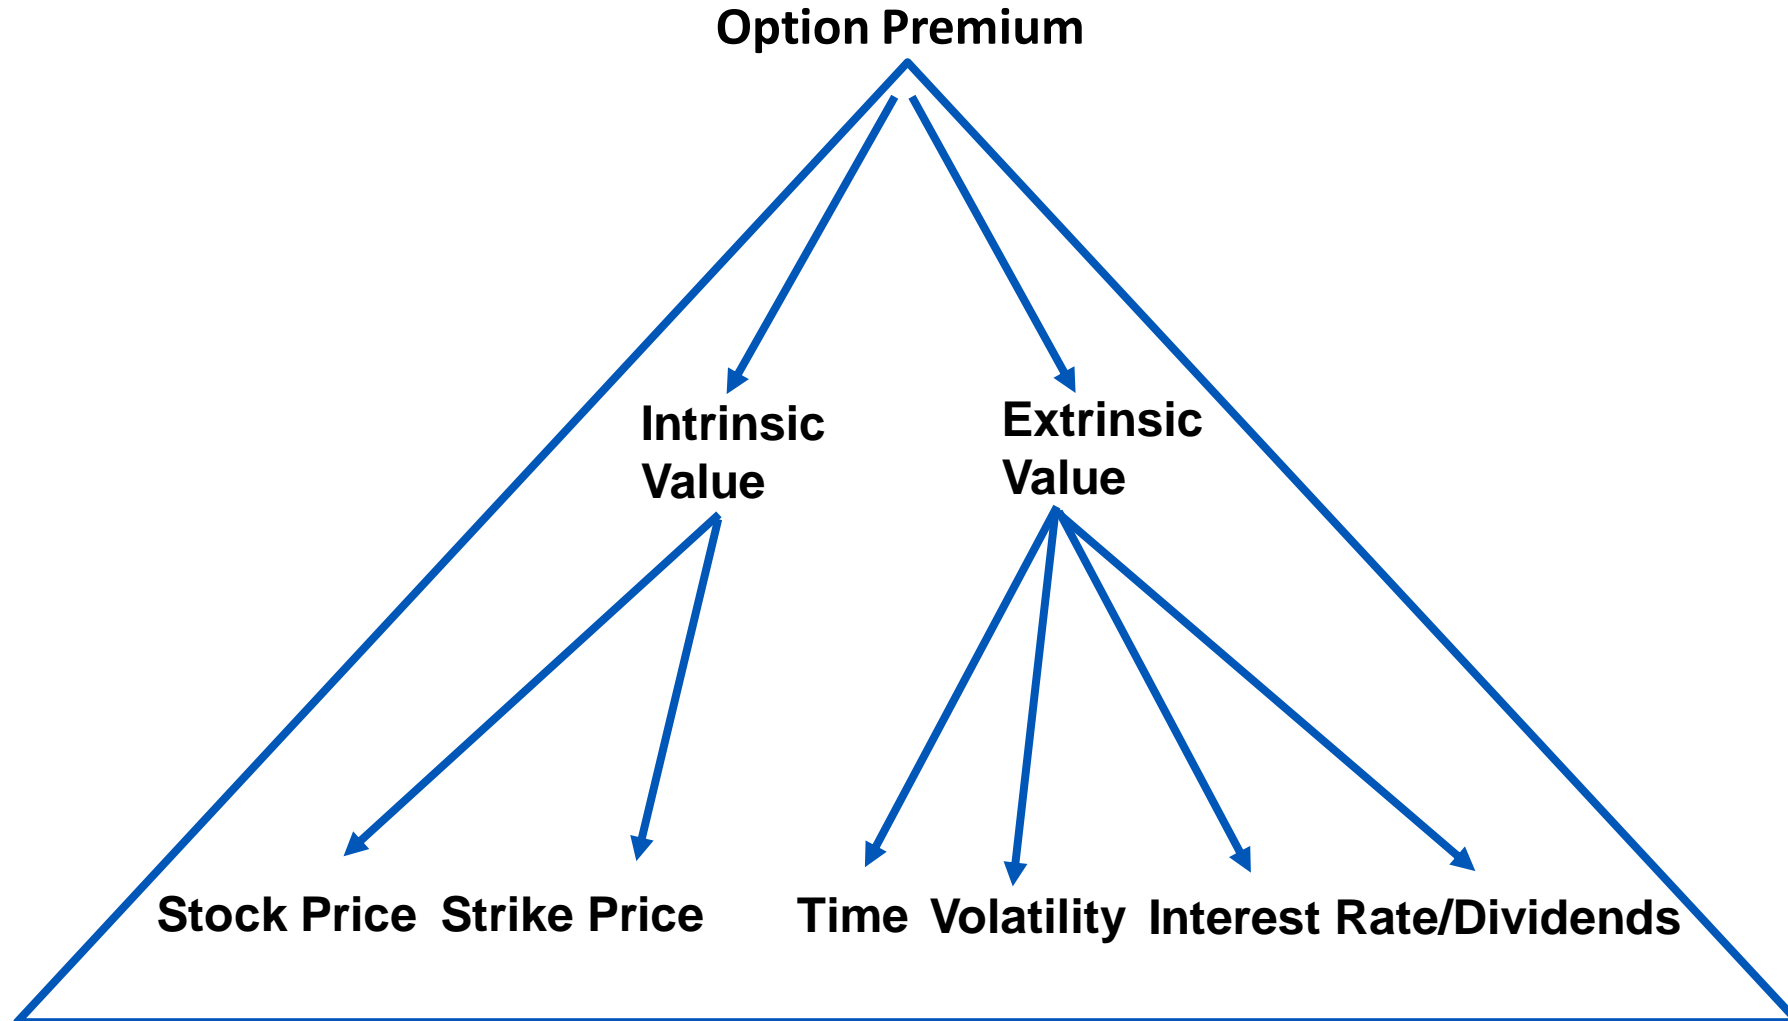 Option Premium
Intrinsic
Value
Extrinsic
Value
Stock Price Strike Price Time Volatility Interest Rate/Dividends